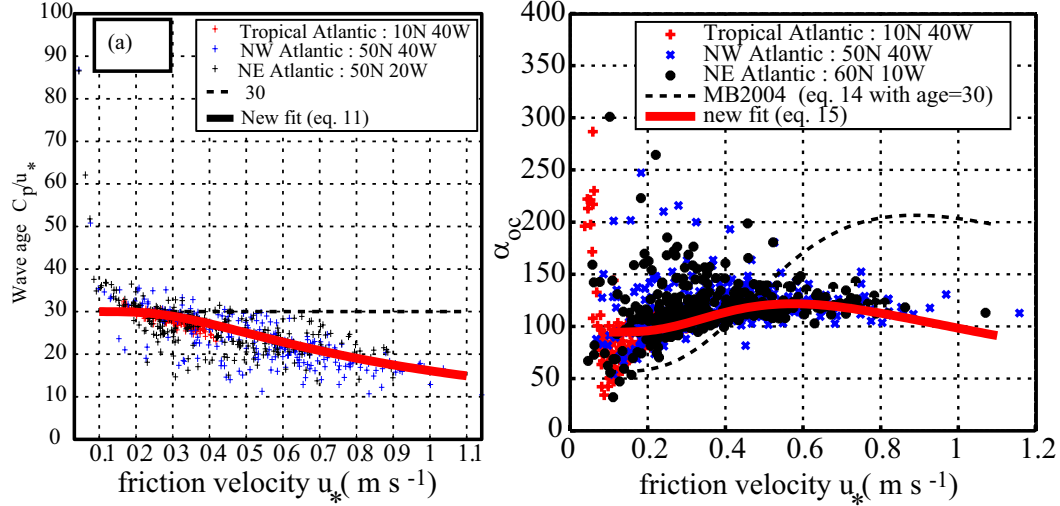 (a)
Tropical Atlantic : 10N 40W
NW Atlantic : 50N 40W
NE Atlantic : 50N 20W
30
New fit (eq. 11)
Wave age C_p/u_*
100
90
80
70
60
50
40
30
20
10
0
0.1 0.2 0.3 0.4 0.5 0.6 0.7 0.8 0.9 1 1.1
friction velocity u_*( m s⁻¹)
Tropical Atlantic : 10N 40W
NW Atlantic : 50N 40W
NE Atlantic : 60N 10W
MB2004 (eq. 14 with age=30)
new fit (eq. 15)
α_oc
400
350
300
250
200
150
100
50
0
0 0.2 0.4 0.6 0.8 1 1.2
friction velocity u_*( m s⁻¹)